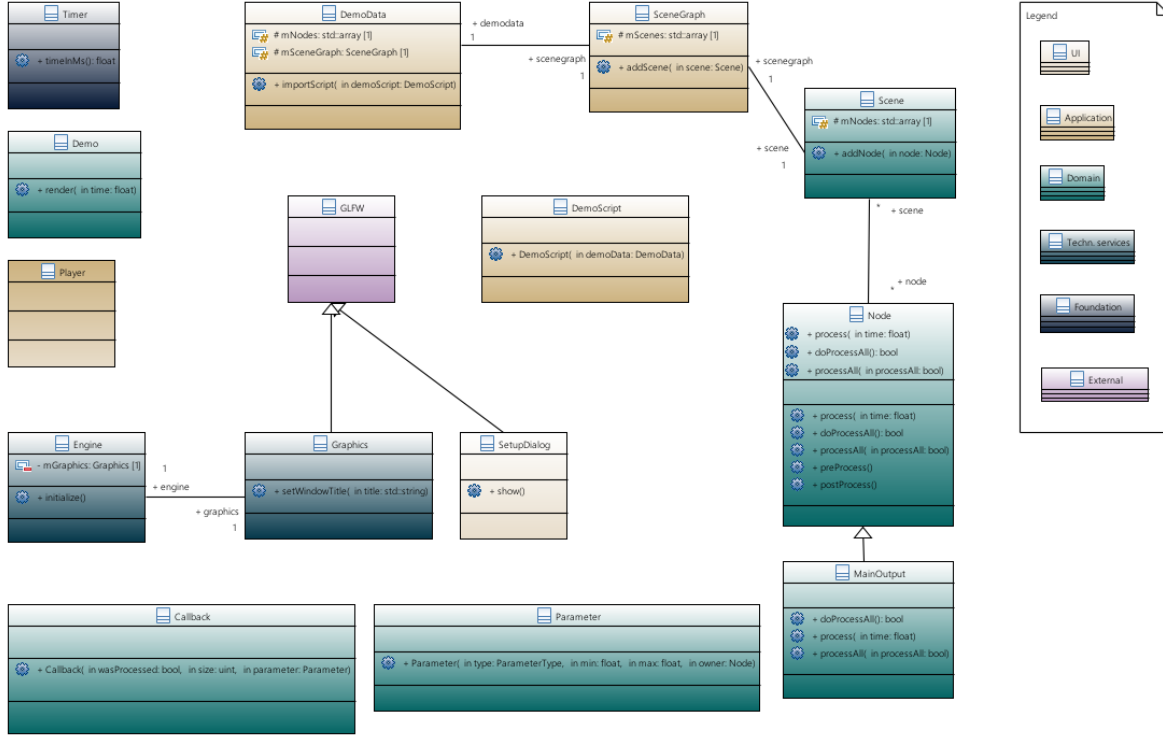 Timer
+ timeInMs(): float
DemoData
# mNodes: std::array [1]
# mSceneGraph: SceneGraph [1]
+ importScript( in demoScript: DemoScript)
+ demodata
1
+ scenegraph
1
SceneGraph
# mScenes: std::array [1]
+ addScene( in scene: Scene)
+ scenegraph
1
+ scene
1
Scene
# mNodes: std::array [1]
+ addNode( in node: Node)
Legend
UI
Application
Domain
Techn. services
Foundation
External
Demo
+ render( in time: float)
GLFW
DemoScript
+ DemoScript( in demoData: DemoData)
* + scene
+ node
*
Player
Node
+ process( in time: float)
+ doProcessAll(): bool
+ processAll( in processAll: bool)
+ process( in time: float)
+ doProcessAll(): bool
+ processAll( in processAll: bool)
+ preProcess()
+ postProcess()
Engine
- mGraphics: Graphics [1]
+ initialize()
1
+ engine
+ graphics
1
Graphics
+ setWindowTitle( in title: std::string)
SetupDialog
+ show()
MainOutput
+ doProcessAll(): bool
+ process( in time: float)
+ processAll( in processAll: bool)
Callback
+ Callback( in wasProcessed: bool, in size: uint, in parameter: Parameter)
Parameter
+ Parameter( in type: ParameterType, in min: float, in max: float, in owner: Node)